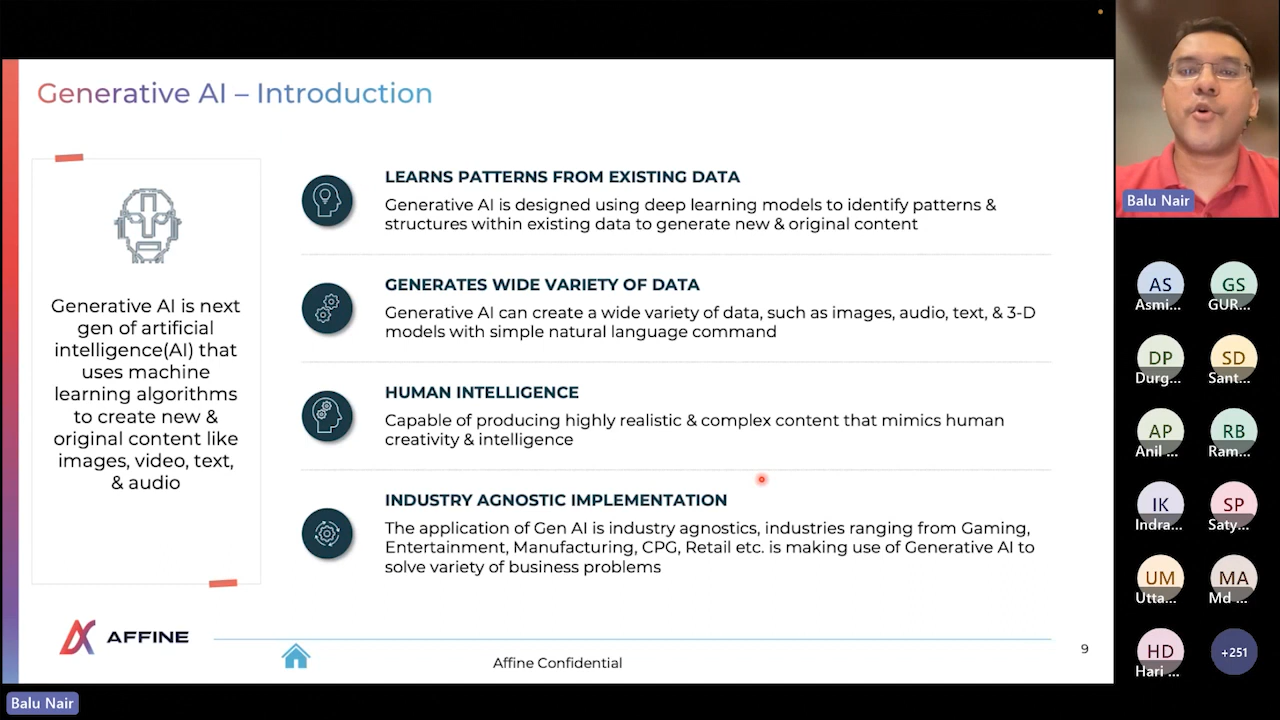 Generative AI – Introduction
Generative AI is next
gen of artificial
intelligence(AI) that
uses machine
learning algorithms
to create new &
original content like
images, video, text,
& audio
LEARNS PATTERNS FROM EXISTING DATA
Generative AI is designed using deep learning models to identify patterns &
structures within existing data to generate new & original content
GENERATES WIDE VARIETY OF DATA
Generative AI can create a wide variety of data, such as images, audio, text, & 3-D
models with simple natural language command
HUMAN INTELLIGENCE
Capable of producing highly realistic & complex content that mimics human
creativity & intelligence
INDUSTRY AGNOSTIC IMPLEMENTATION
The application of Gen AI is industry agnostics, industries ranging from Gaming,
Entertainment, Manufacturing, CPG, Retail etc. is making use of Generative AI to
solve variety of business problems
AFFINE
Affine Confidential
9
Balu Nair
Balu Nair
AS
Asmi...
GS
GUR...
DP
Durg...
SD
Sant...
AP
Anil ...
RB
Ram...
IK
Indra...
SP
Saty...
UM
Utta...
MA
Md ...
HD
Hari ...
+251